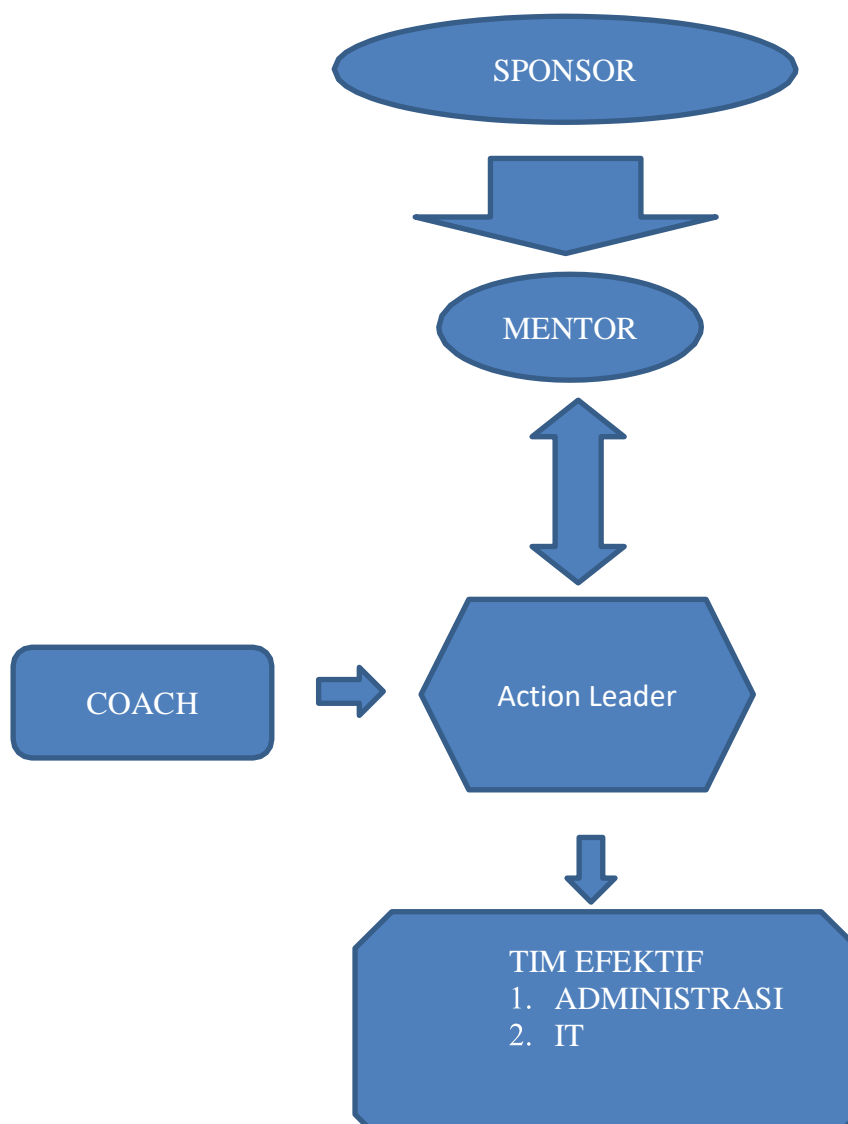 SPONSOR
MENTOR
COACH
Action Leader
TIM EFEKTIF
1. ADMINISTRASI
2. IT